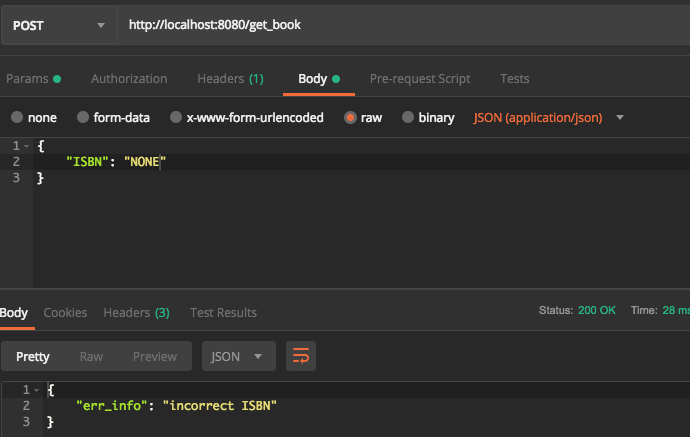 POST http://localhost:8080/get_book
Params Authorization Headers (1) Body Pre-request Script Tests
none form-data x-www-form-urlencoded raw binary JSON (application/json)
1 {
2 "ISBN": "NONE"
3 }
Body Cookies Headers (3) Test Results Status: 200 OK Time: 28 ms
Pretty Raw Preview JSON
1 {
2 "err_info": "incorrect ISBN"
3 }